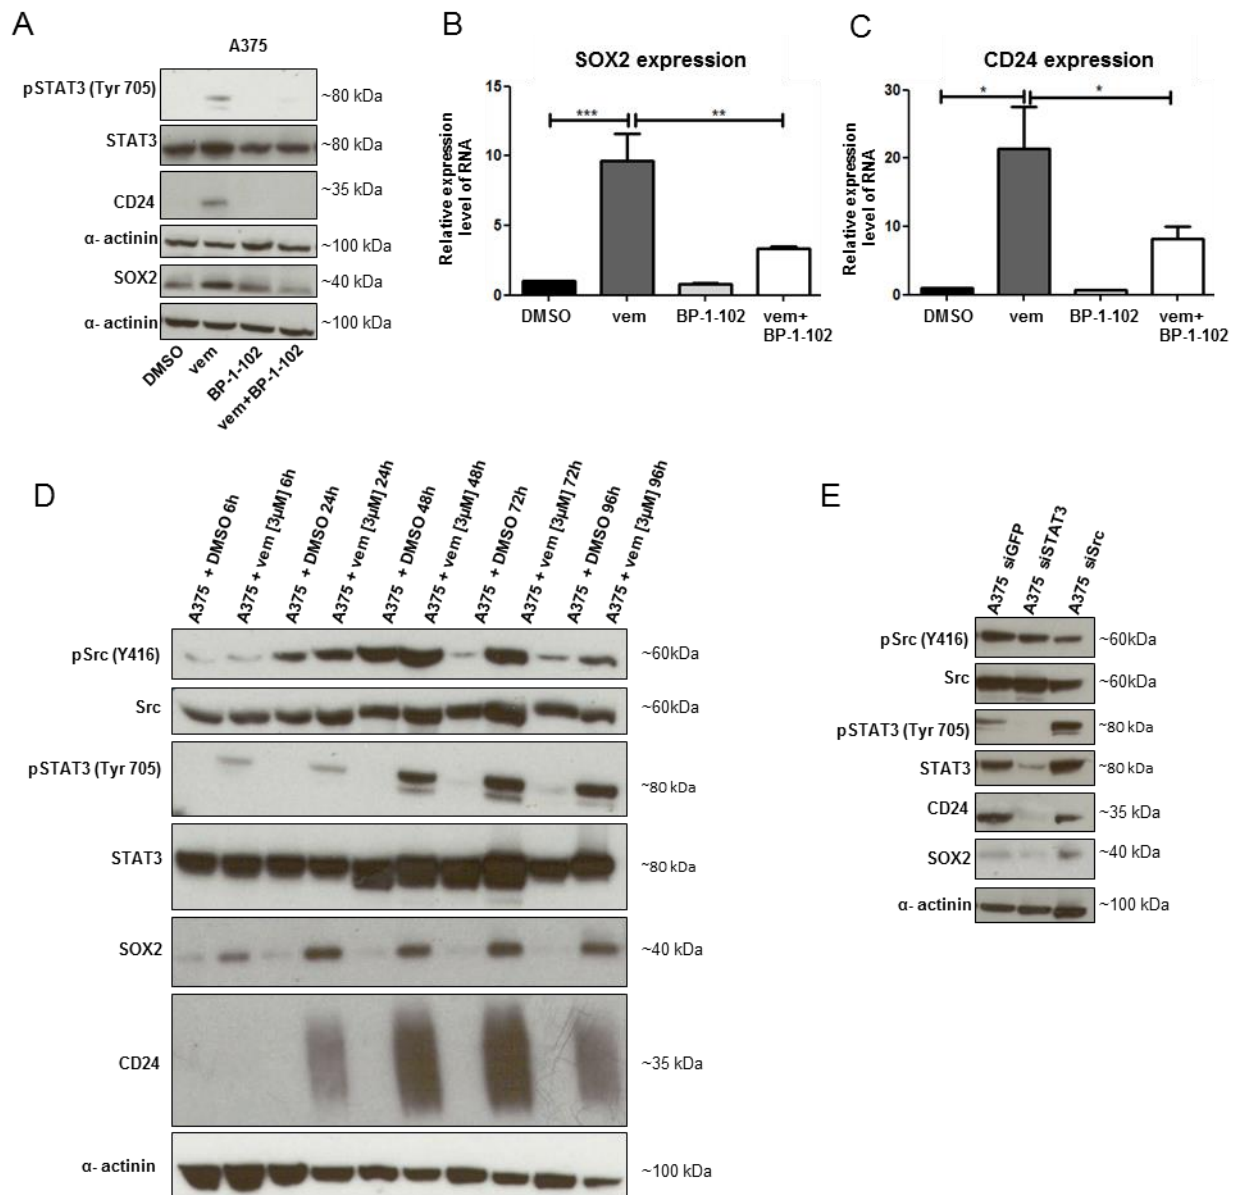 A
A375
pSTAT3 (Tyr 705)
~80 kDa
STAT3
~80 kDa
CD24
~35 kDa
α- actinin
~100 kDa
SOX2
~40 kDa
α- actinin
~100 kDa
DMSO
vem
BP-1-102
vem+BP-1-102
B
SOX2 expression
Relative expression
level of RNA
15
10
5
0
***
**
DMSO
vem
BP-1-102
vem+
BP-1-102
C
CD24 expression
Relative expression
level of RNA
30
20
10
0
*
*
DMSO
vem
BP-1-102
vem+
BP-1-102
D
A375 + DMSO 6h
A375 + vem [3µM] 6h
A375 + DMSO 24h
A375 + vem [3µM] 24h
A375 + DMSO 48h
A375 + vem [3µM] 48h
A375 + DMSO 72h
A375 + vem [3µM] 72h
A375 + DMSO 96h
A375 + vem [3µM] 96h
pSrc (Y416)
~60kDa
Src
~60kDa
pSTAT3 (Tyr 705)
~80 kDa
STAT3
~80 kDa
SOX2
~40 kDa
CD24
~35 kDa
α- actinin
~100 kDa
E
A375 siGFP
A375 siSTAT3
A375 siSrc
pSrc (Y416)
~60kDa
Src
~60kDa
pSTAT3 (Tyr 705)
~80 kDa
STAT3
~80 kDa
CD24
~35 kDa
SOX2
~40 kDa
α- actinin
~100 kDa